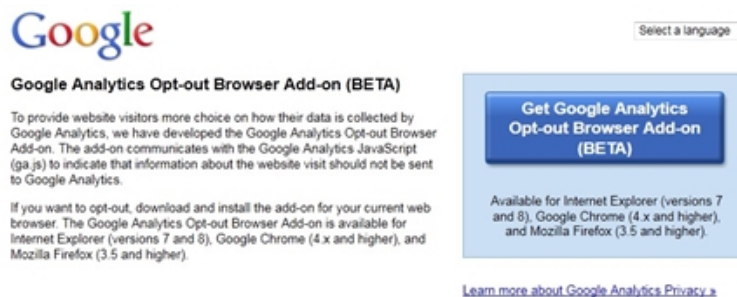 Google
Select a language
Google Analytics Opt-out Browser Add-on (BETA)
To provide website visitors more choice on how their data is collected by
Google Analytics, we have developed the Google Analytics Opt-out Browser
Add-on. The add-on communicates with the Google Analytics JavaScript
(ga.js) to indicate that information about the website visit should not be sent
to Google Analytics.
If you want to opt-out, download and install the add-on for your current web
browser. The Google Analytics Opt-out Browser Add-on is available for
Internet Explorer (versions 7 and 8), Google Chrome (4.x and higher), and
Mozilla Firefox (3.5 and higher).
Get Google Analytics
Opt-out Browser Add-on
(BETA)
Available for Internet Explorer (versions 7
and 8), Google Chrome (4.x and higher),
and Mozilla Firefox (3.5 and higher).
Learn more about Google Analytics Privacy »